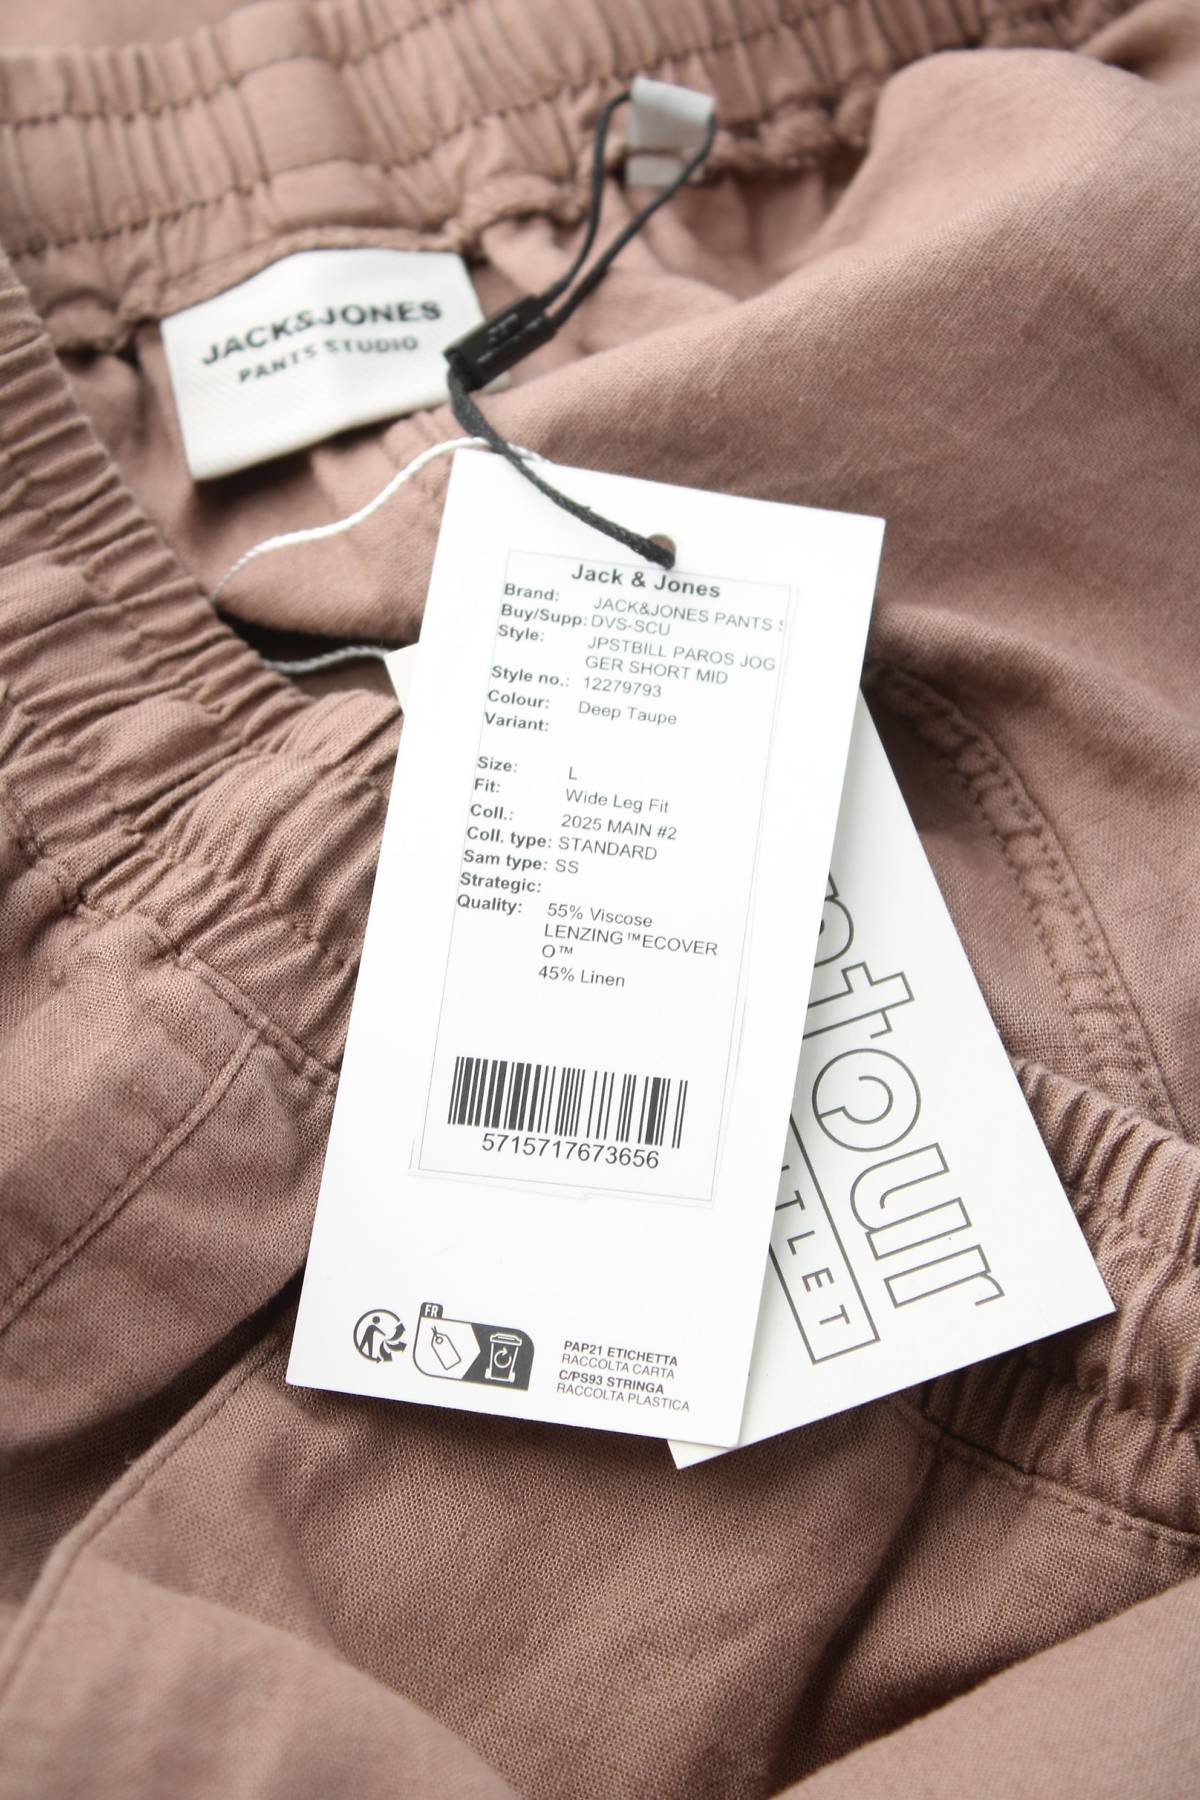 JACK&JONES
PANTS STUDIO
Jack & Jones
Brand: JACK&JONES PANTS S
Buy/Supp: DVS-SCU
Style: JPSTBILL PAROS JOG
GER SHORT MID
Style no.: 12279793
Colour: Deep Taupe
Variant:
Size: L
Fit: Wide Leg Fit
Coll.: 2025 MAIN #2
Coll. type: STANDARD
Sam type: SS
Strategic:
Quality: 55% Viscose
LENZING™ECOVER
O™
45% Linen
5715717673656
FR
PAP21 ETICHETTA
RACCOLTA CARTA
C/PS93 STRINGA
RACCOLTA PLASTICA
ntour
TLET